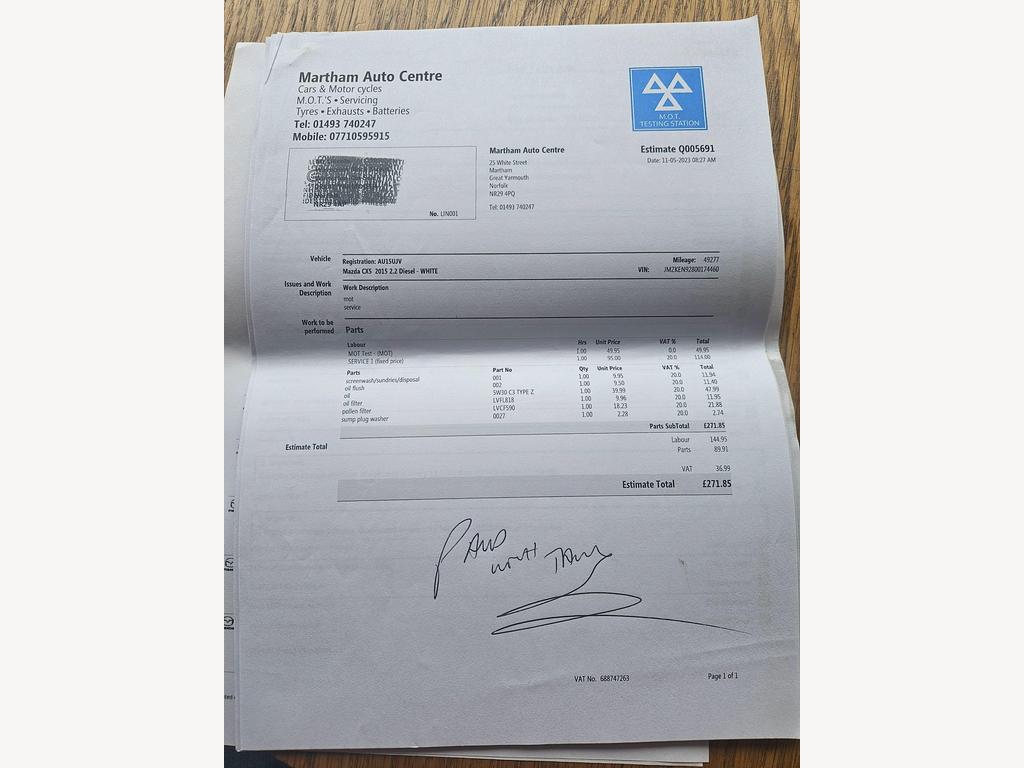 Martham Auto Centre
Cars & Motor cycles
M.O.T.'S • Servicing
Tyres • Exhausts • Batteries
Tel: 01493 740247
Mobile: 07710595915
M.O.T.
TESTING STATION
Martham Auto Centre
25 White Street
Martham
Great Yarmouth
Norfolk
NR29 4PQ
Tel: 01493 740247
Estimate Q005691
Date: 11-05-2023 08:27 AM
No. LIN001
Vehicle Registration: AU15UJV Mileage: 49277
Mazda CX5 2015 2.2 Diesel - WHITE VIN: JMZKEN92800174460
Issues and Work Description
Work Description
mot
service
Work to be performed
Parts
Labour Hrs Unit Price VAT % Total
MOT Test - (MOT) 1.00 49.95 0.0 49.95
SERVICE 1 (fixed price) 1.00 95.00 20.0 114.00
Parts Part No Qty Unit Price VAT % Total
screenwash/sundries/disposal 001 1.00 9.95 20.0 11.94
oil flush 002 1.00 9.50 20.0 11.40
oil 5W30 C3 TYPE Z 1.00 39.99 20.0 47.99
oil filter LVFL818 1.00 9.96 20.0 11.95
pollen filter LVCF590 1.00 18.23 20.0 21.88
sump plug washer 0027 1.00 2.28 20.0 2.74
Parts SubTotal £271.85
Estimate Total
Labour 144.95
Parts 89.91
VAT 36.99
Estimate Total £271.85
PAID
WITH
VAT No. 688747263
Page 1 of 1